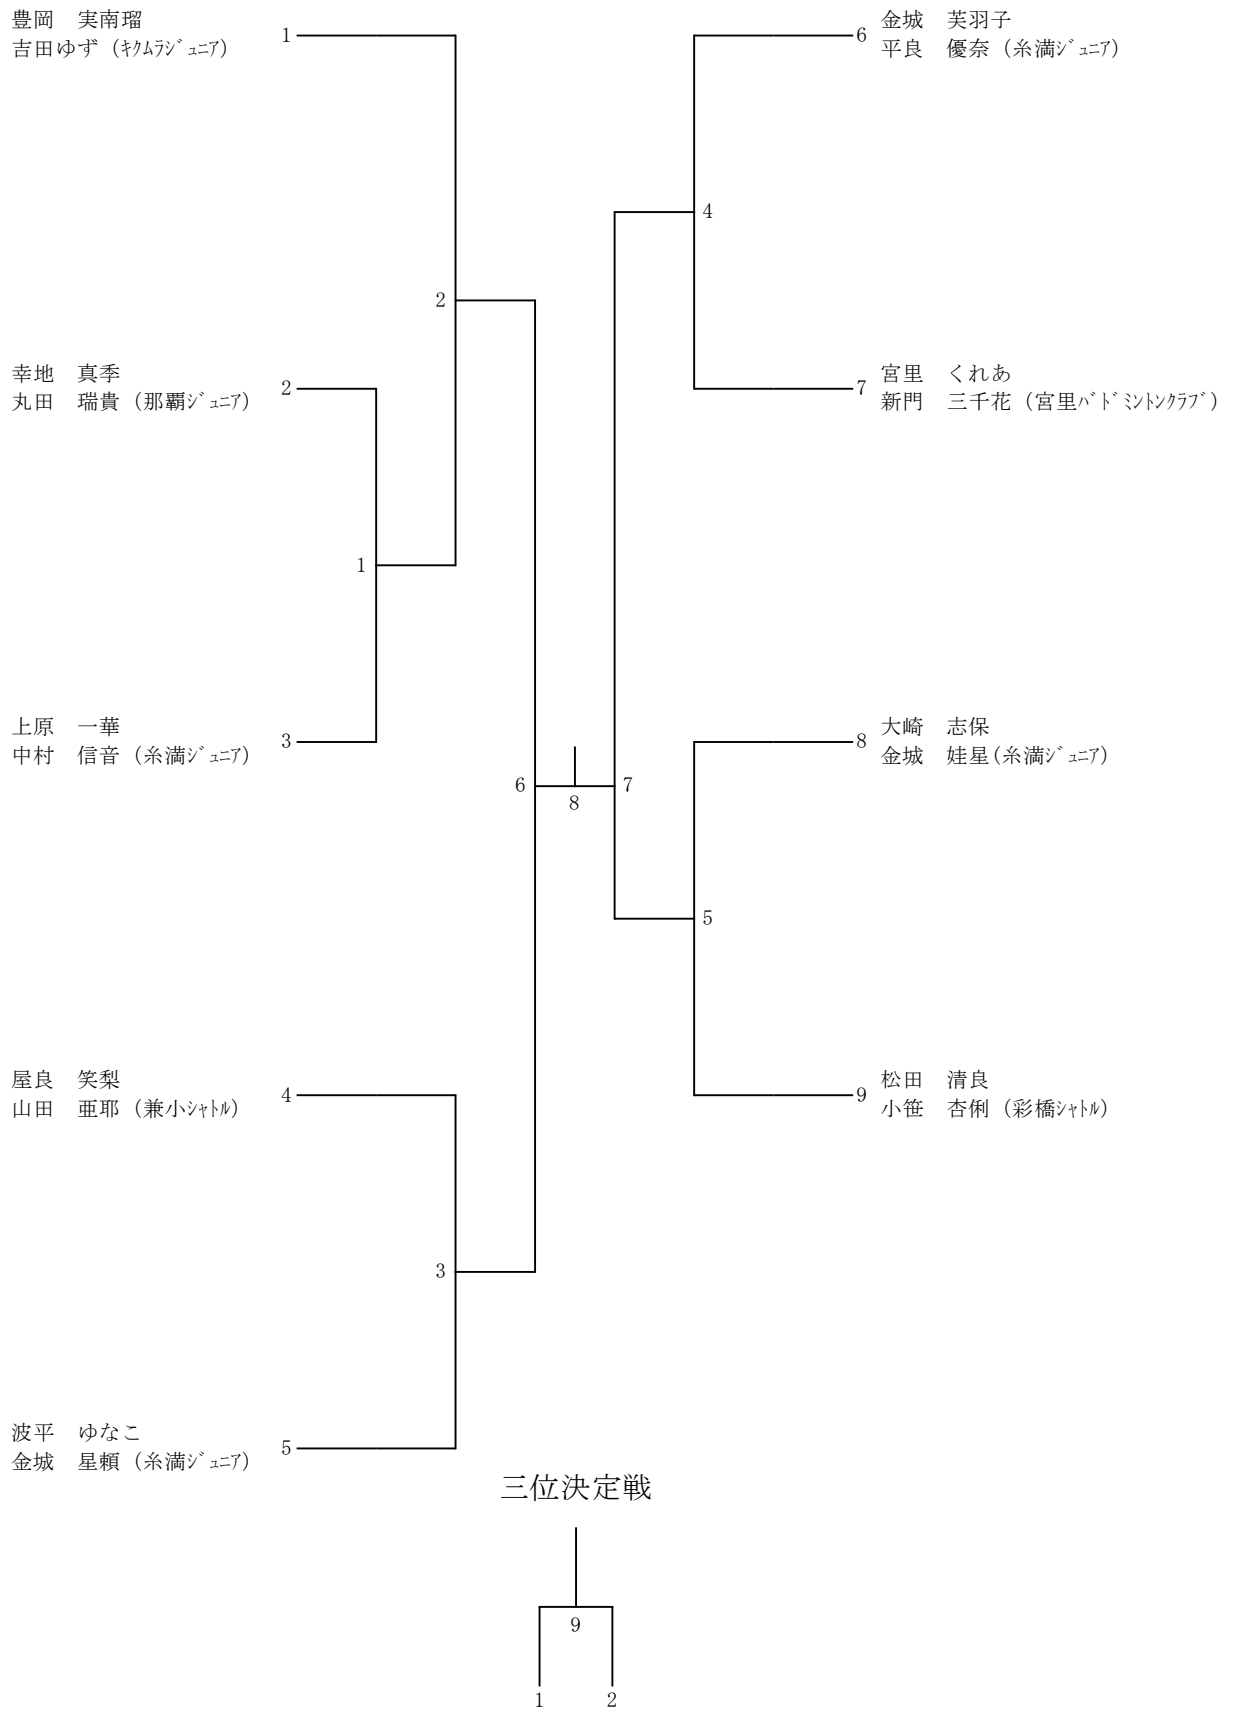 豊岡　実南瑠
吉田ゆず（ｷｸﾑﾗｼﾞｭﾆｱ）
1
2
幸地　真季
丸田　瑞貴（那覇ｼﾞｭﾆｱ）
2
1
上原　一華
中村　信音（糸満ｼﾞｭﾆｱ）
3
6
8
7
屋良　笑梨
山田　亜耶（兼小ｼｬﾄﾙ）
4
3
波平　ゆなこ
金城　星頼（糸満ｼﾞｭﾆｱ）
5
6
金城　芙羽子
平良　優奈（糸満ｼﾞｭﾆｱ）
4
7
宮里　くれあ
新門　三千花（宮里ﾊﾞﾄﾞﾐﾝﾄﾝｸﾗﾌﾞ）
8
大崎　志保
金城　娃星(糸満ｼﾞｭﾆｱ）
5
9
松田　清良
小笹　杏俐（彩橋ｼｬﾄﾙ）
三位決定戦
9
1
2